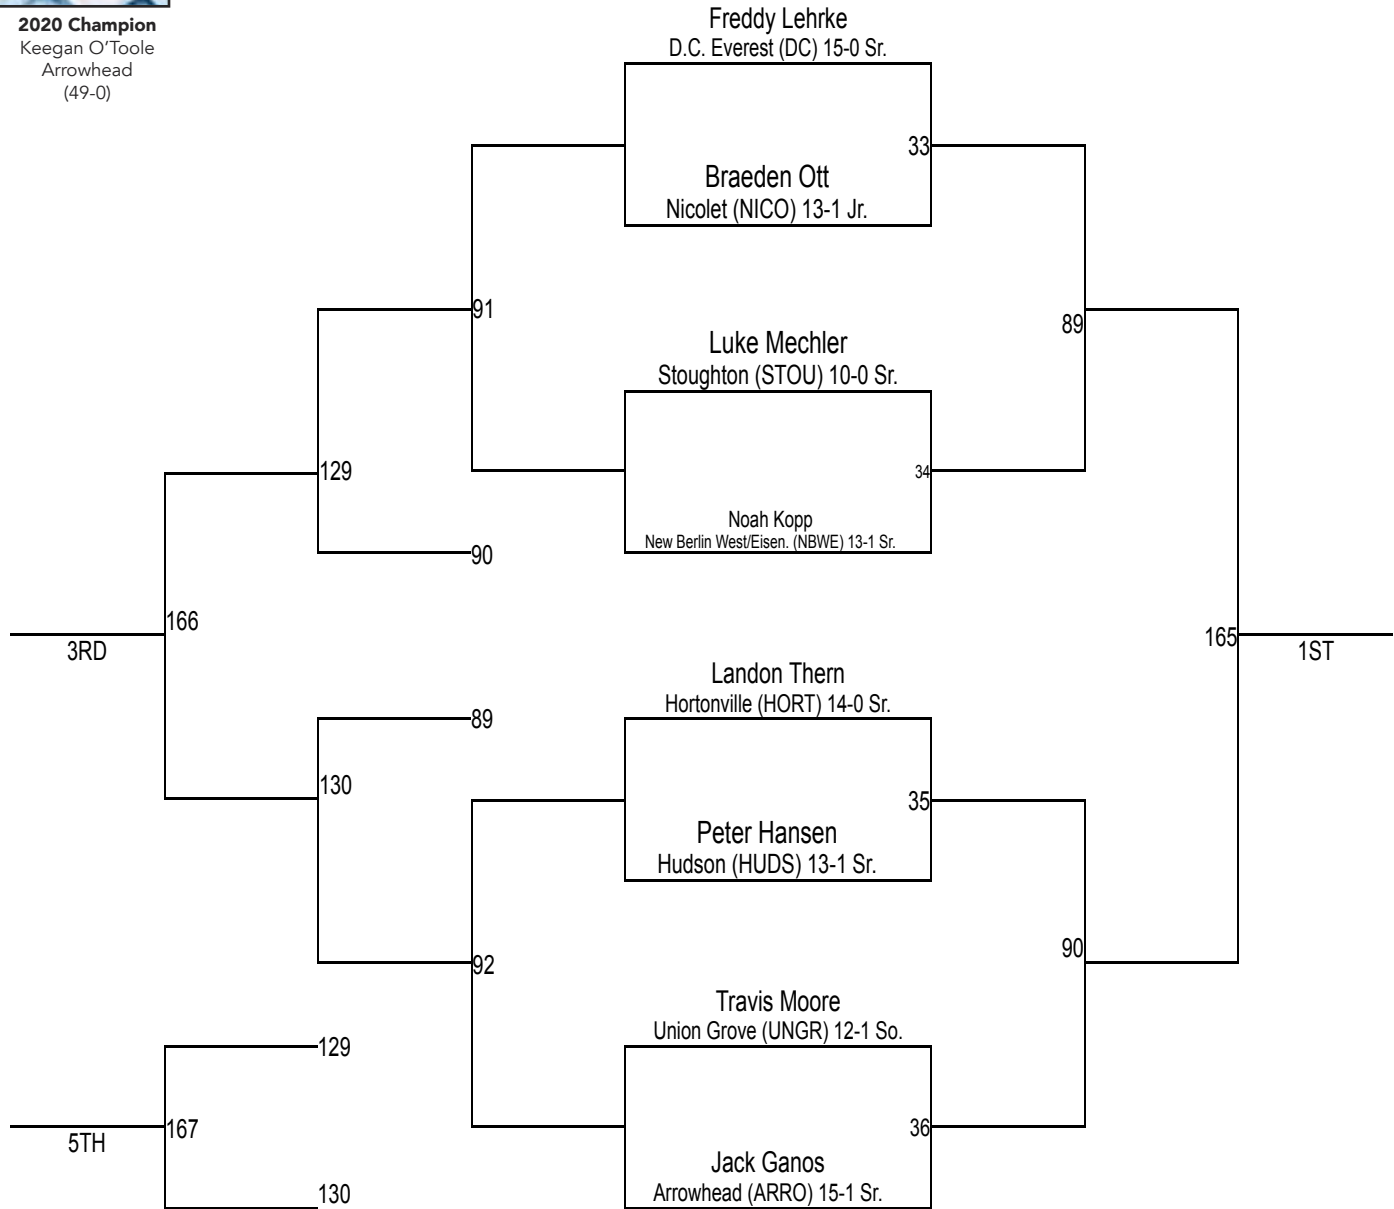 2020 Champion
Keegan O'Toole
Arrowhead
(49-0)
Freddy Lehrke
D.C. Everest (DC) 15-0 Sr.
33
Braeden Ott
Nicolet (NICO) 13-1 Jr.
91
89
Luke Mechler
Stoughton (STOU) 10-0 Sr.
129
34
Noah Kopp
New Berlin West/Eisen. (NBWE) 13-1 Sr.
90
166
3RD
165
1ST
Landon Thern
Hortonville (HORT) 14-0 Sr.
89
130
35
Peter Hansen
Hudson (HUDS) 13-1 Sr.
92
90
Travis Moore
Union Grove (UNGR) 12-1 So.
129
167
5TH
36
Jack Ganos
Arrowhead (ARRO) 15-1 Sr.
130